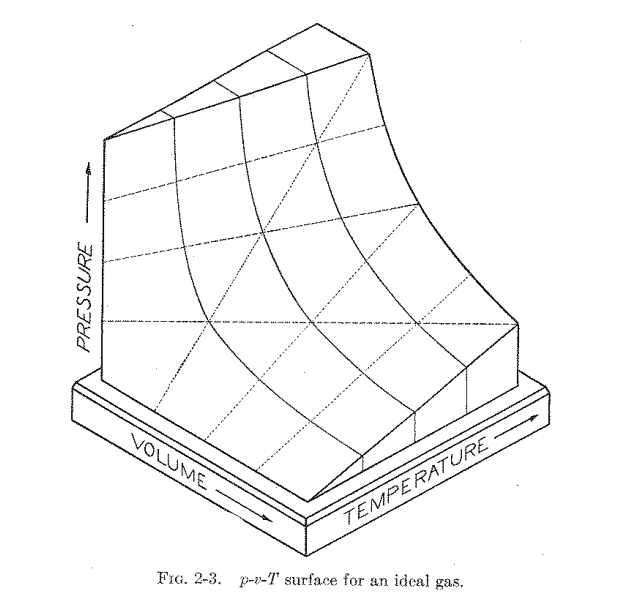 PRESSURE
VOLUME
TEMPERATURE
FIG. 2-3. p-v-T surface for an ideal gas.